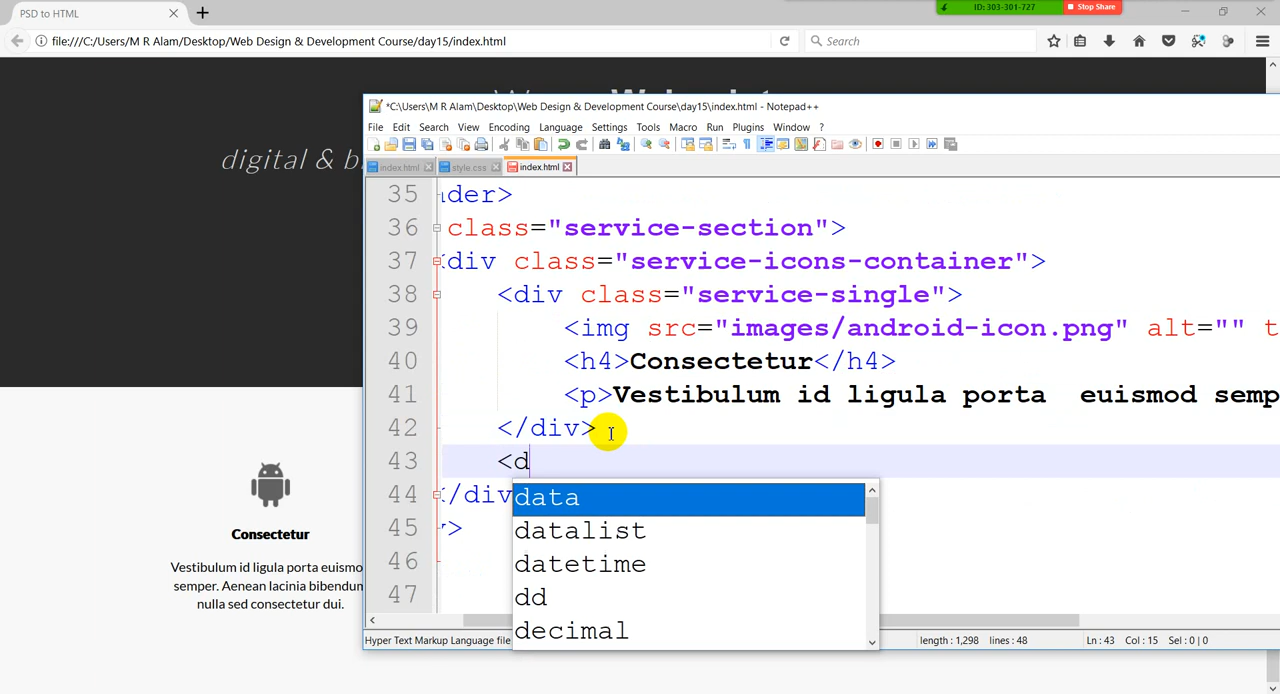 PSD to HTML
ID: 303-301-727
Stop Share
file:///C:/Users/M R Alam/Desktop/Web Design & Development Course/day15/index.html
Search
digital & b
*C:\Users\M R Alam\Desktop\Web Design & Development Course\day15\index.html - Notepad++
File Edit Search View Encoding Language Settings Tools Macro Run Plugins Window ?
index.html style.css index.html
35 der>
36 class="service-section">
37 <div class="service-icons-container">
38 <div class="service-single">
39 <img src="images/android-icon.png" alt="" t
40 <h4>Consectetur</h4>
41 <p>Vestibulum id ligula porta euismod semp
42 </div>
43 <d
44 </div
45 >
46
47
data
datalist
datetime
dd
decimal
Consectetur
Vestibulum id ligula porta euismo
semper. Aenean lacinia bibendum
nulla sed consectetur dui.
Hyper Text Markup Language file length : 1,298 lines : 48 Ln : 43 Col : 15 Sel : 0 | 0